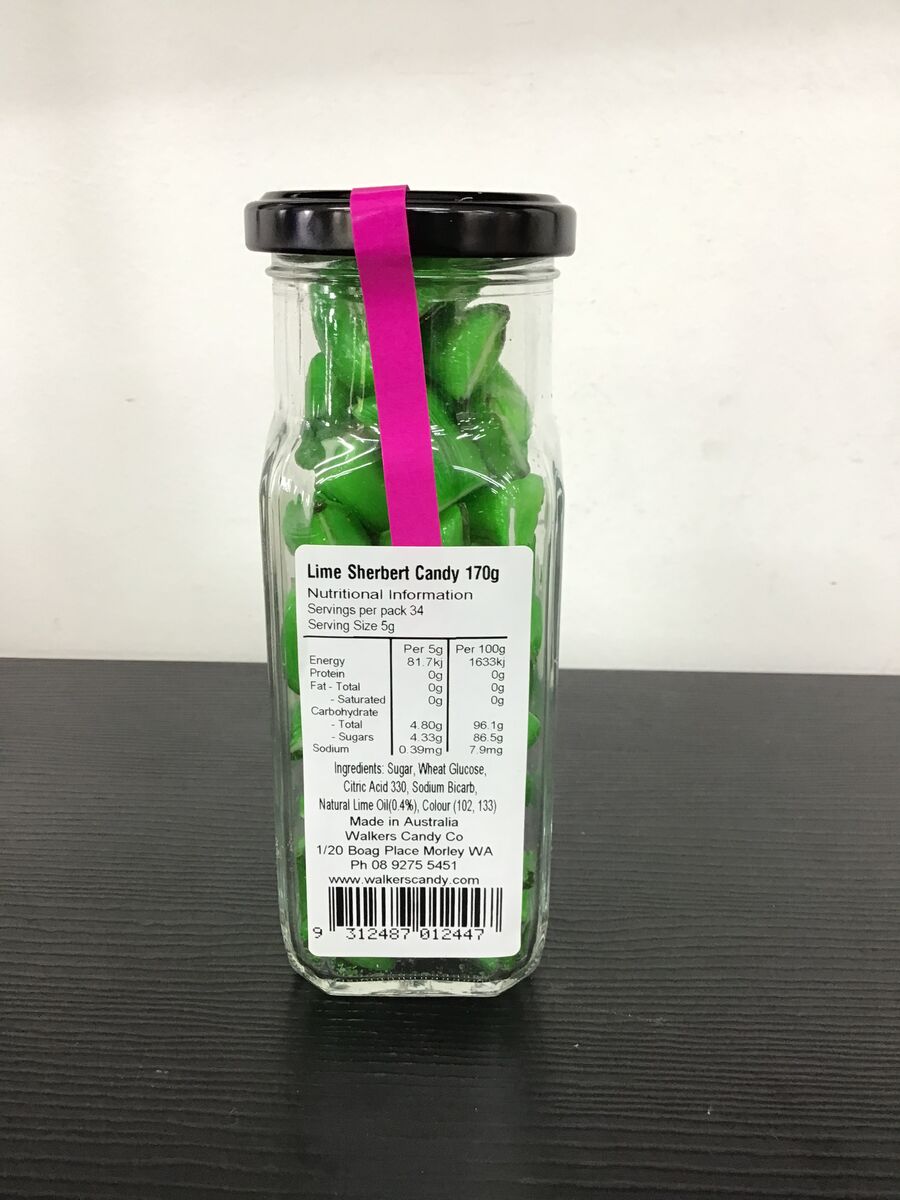 Lime Sherbert Candy 170g
Nutritional Information
Servings per pack 34
Serving Size 5g
Per 5g Per 100g
Energy 81.7kj 1633kj
Protein 0g 0g
Fat - Total 0g 0g
- Saturated 0g 0g
Carbohydrate
- Total 4.80g 96.1g
- Sugars 4.33g 86.5g
Sodium 0.39mg 7.9mg
Ingredients: Sugar, Wheat Glucose,
Citric Acid 330, Sodium Bicarb,
Natural Lime Oil(0.4%), Colour (102, 133)
Made in Australia
Walkers Candy Co
1/20 Boag Place Morley WA
Ph 08 9275 5451
www.walkerscandy.com
9 312487 012447